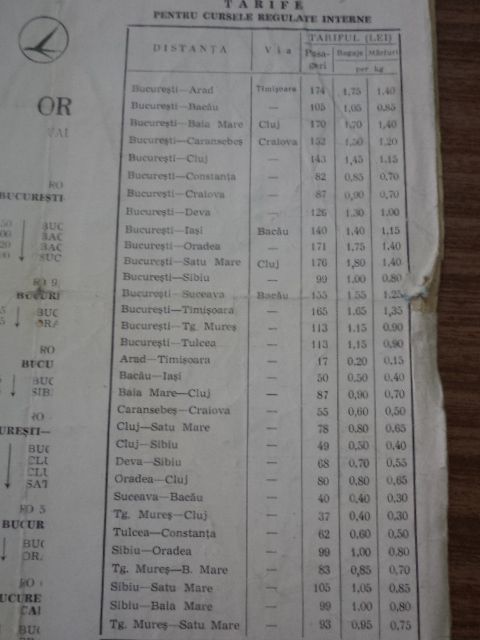 TARIFE
PENTRU CURSELE REGULATE INTERNE
DISTANȚA Via TARIFUL (LEI)
Pasa-geri Bagaje Mărfuri
per kg
București—Arad Timișoara 174 1,75 1,40
București—Bacău — 105 1,05 0,85
București—Baia Mare Cluj 170 1,70 1,40
București—Caransebeș Craiova 152 1,50 1,20
București—Cluj — 143 1,45 1,15
București—Constanța — 82 0,85 0,70
București—Craiova — 87 0,90 0,70
București—Deva — 126 1,30 1,00
București—Iași Bacău 140 1,40 1,15
București—Oradea — 171 1,75 1,40
București—Satu Mare Cluj 176 1,80 1,40
București—Sibiu — 99 1,00 0,80
București—Suceava Bacău 155 1,55 1,25
București—Timișoara — 165 1,65 1,35
București—Tg. Mureș — 113 1,15 0,90
București—Tulcea — 113 1,15 0,90
Arad—Timișoara — 17 0,20 0,15
Bacău—Iași — 50 0,50 0,40
Baia Mare—Cluj — 87 0,90 0,70
Caransebeș—Craiova — 55 0,60 0,50
Cluj—Satu Mare — 78 0,80 0,65
Cluj—Sibiu — 49 0,50 0,40
Deva—Sibiu — 68 0,70 0,55
Oradea—Cluj — 80 0,80 0,65
Suceava—Bacău — 40 0,40 0,30
Tg. Mureș—Cluj — 37 0,40 0,30
Tulcea—Constanța — 62 0,60 0,50
Sibiu—Oradea — 99 1,00 0,80
Tg. Mureș—B. Mare — 83 0,85 0,70
Sibiu—Satu Mare — 105 1,05 0,85
Sibiu—Baia Mare — 99 1,00 0,80
Tg. Mureș—Satu Mare — 93 0,95 0,75
OR
BUCUREȘTI